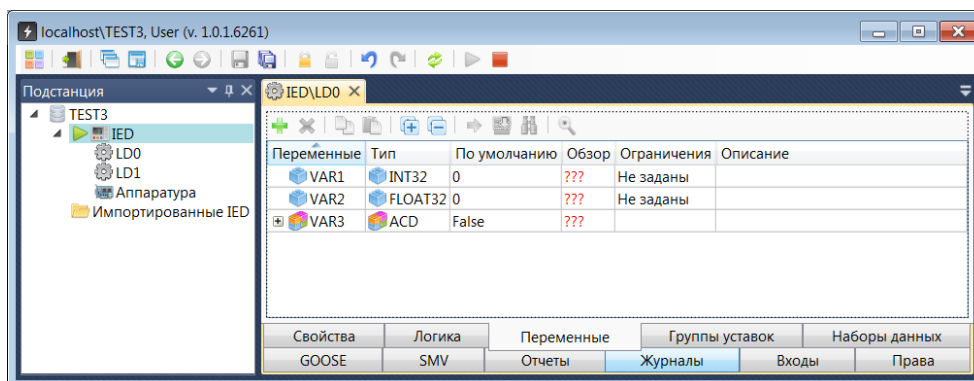 localhost\TEST3, User (v. 1.0.1.6261)
Подстанция
TEST3
IED
LD0
LD1
Аппаратура
Импортированные IED
IED\LD0
Переменные Тип По умолчанию Обзор Ограничения Описание
VAR1 INT32 0 ??? Не заданы
VAR2 FLOAT32 0 ??? Не заданы
VAR3 ACD False ???
Свойства Логика Переменные Группы уставок Наборы данных
GOOSE SMV Отчеты Журналы Входы Права